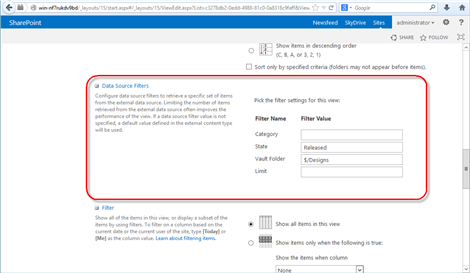 win-nf7rukdv9bd/_layouts/15/start.aspx#/_layouts/15/ViewEdit.aspx?List=
Google
SharePoint
Newsfeed SkyDrive Sites administrator
SHARE FOLLOW
Show items in descending order
(C, B, A, or 3, 2, 1)
Sort only by specified criteria (folders may not appear before items).
Data Source Filters
Configure data source filters to retrieve a specific set of items
from the external data source. Limiting the number of items
retrieved from the external data source often improves the
performance of the view. If a data source filter value is not
specified, a default value defined in the external content type
will be used.
Pick the filter settings for this view:
Filter Name Filter Value
Category
State Released
Vault Folder $/Designs
Limit
Filter
Show all of the items in this view, or display a subset of the
items by using filters. To filter on a column based on the
current date or the current user of the site, type [Today] or
[Me] as the column value. Learn about filtering items.
Show all items in this view
Show items only when the following is true:
Show the items when column
None